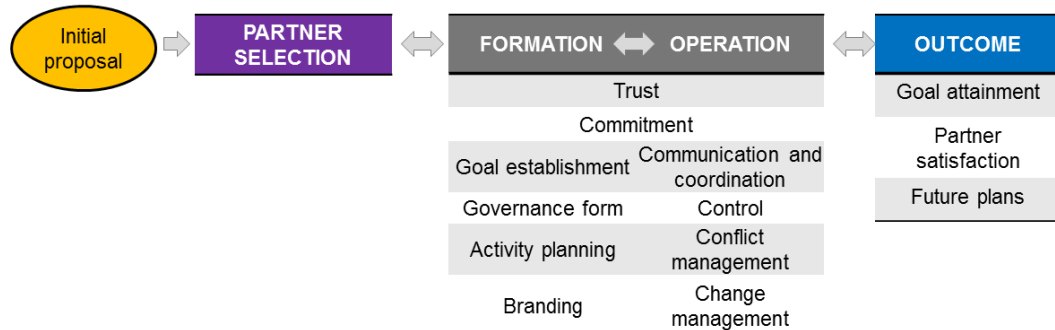 Initial
proposal
PARTNER
SELECTION
FORMATION
OPERATION
OUTCOME
Trust
Commitment
Goal establishment
Communication and
coordination
Governance form
Control
Activity planning
Conflict
management
Branding
Change
management
Goal attainment
Partner
satisfaction
Future plans